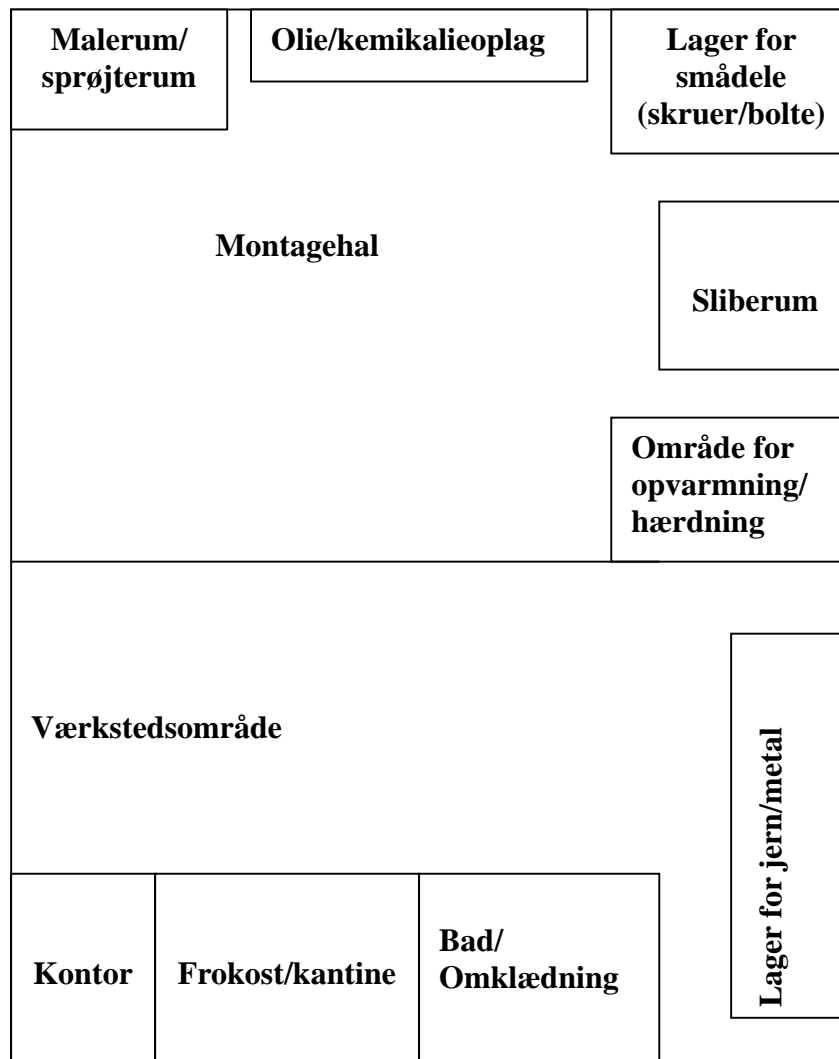 Malerum/
sprøjterum
Olie/kemikalieoplag
Lager for
smådele
(skruer/bolte)
Montagehal
Sliberum
Område for
opvarmning/
hærdning
Værkstedsområde
Lager for jern/metal
Kontor
Frokost/kantine
Bad/
Omklædning